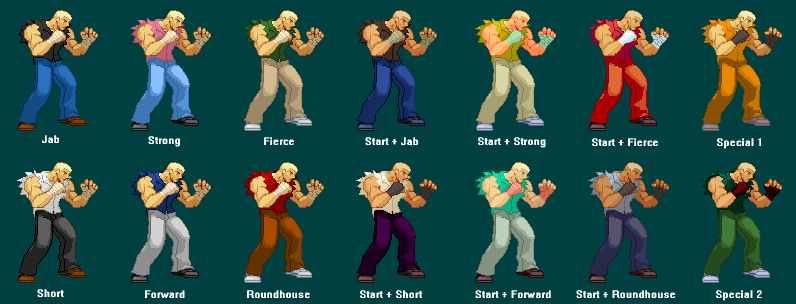 Jab
Strong
Fierce
Start + Jab
Start + Strong
Start + Fierce
Special 1
Short
Forward
Roundhouse
Start + Short
Start + Forward
Start + Roundhouse
Special 2